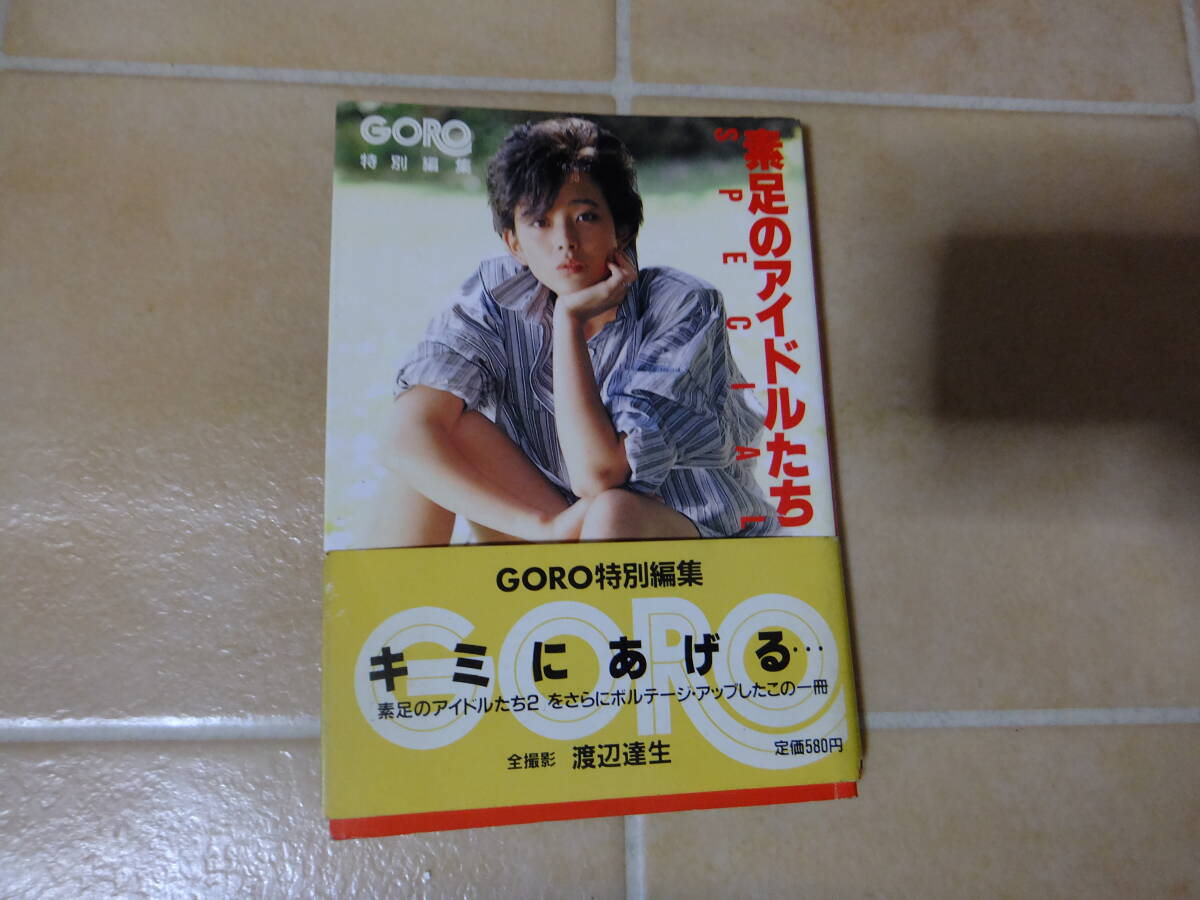 GORO
特別編集
素足のアイドルたち
SPECIAL
GORO特別編集
GORO
キミにあげる…
素足のアイドルたち2 をさらにボルテージ・アップしたこの一冊
全撮影 渡辺達生
定価580円